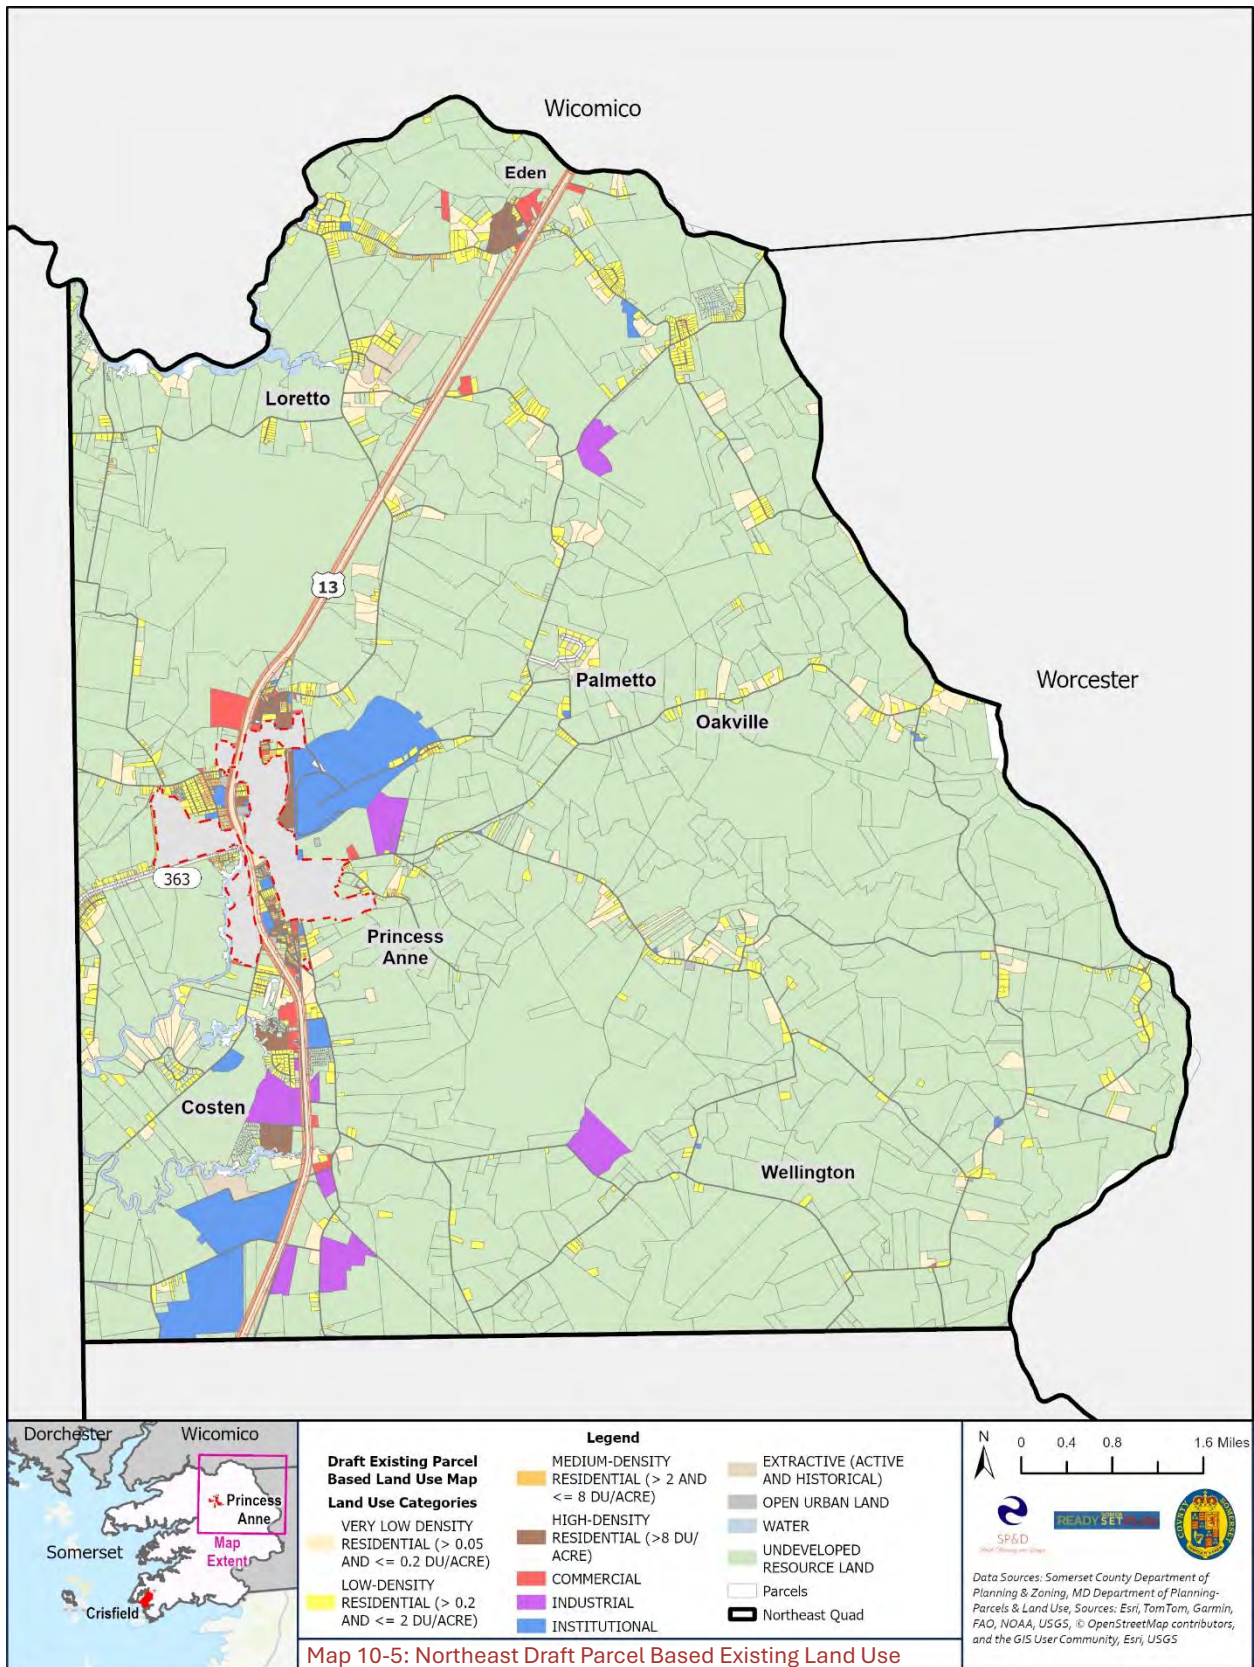 Wicomico
Eden
Loretto
13
Palmetto
Worcester
Oakville
363
Princess
Anne
Costen
Wellington
Dorchester
Wicomico
Princess
Anne
Map
Extent
Somerset
Crisfield
Legend
Draft Existing Parcel
Based Land Use Map
Land Use Categories
VERY LOW DENSITY
RESIDENTIAL (> 0.05
AND <= 0.2 DU/ACRE)
LOW-DENSITY
RESIDENTIAL (> 0.2
AND <= 2 DU/ACRE)
MEDIUM-DENSITY
RESIDENTIAL (> 2 AND
<= 8 DU/ACRE)
HIGH-DENSITY
RESIDENTIAL (>8 DU/
ACRE)
COMMERCIAL
INDUSTRIAL
INSTITUTIONAL
EXTRACTIVE (ACTIVE
AND HISTORICAL)
OPEN URBAN LAND
WATER
UNDEVELOPED
RESOURCE LAND
Parcels
Northeast Quad
N
0 0.4 0.8 1.6 Miles
SP&D
READY SET
COUNTY SOMERSET
Data Sources: Somerset County Department of
Planning & Zoning, MD Department of Planning-
Parcels & Land Use, Sources: Esri, TomTom, Garmin,
FAO, NOAA, USGS, © OpenStreetMap contributors,
and the GIS User Community, Esri, USGS
Map 10-5: Northeast Draft Parcel Based Existing Land Use